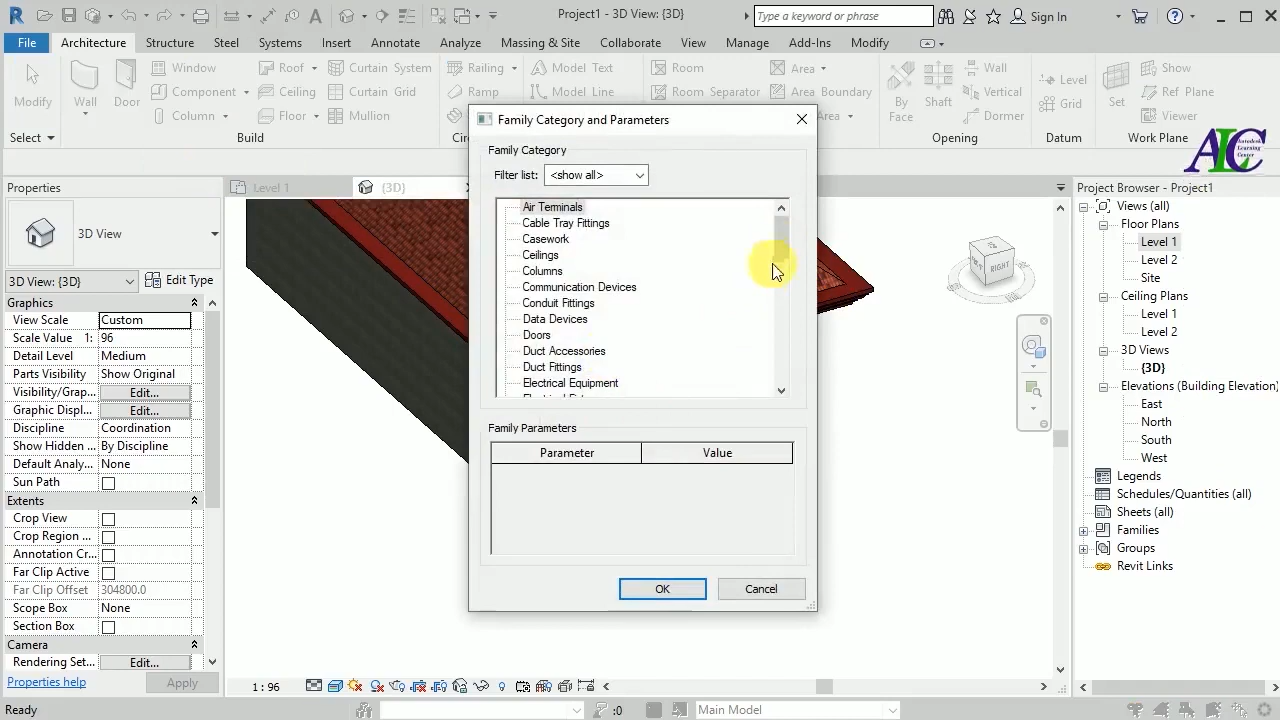 Project1 - 3D View: {3D}
Type a keyword or phrase
Sign In
File
Architecture
Structure
Steel
Systems
Insert
Annotate
Analyze
Massing & Site
Collaborate
View
Manage
Add-Ins
Modify
Modify
Wall
Door
Window
Component
Column
Roof
Ceiling
Floor
Curtain System
Curtain Grid
Mullion
Railing
Ramp
Model Text
Model Line
Room
Room Separator
Area
Area Boundary
Area
By Face
Shaft
Wall
Vertical
Dormer
Level
Grid
Set
Show
Ref Plane
Viewer
Select
Build
Opening
Datum
Work Plane
ALC
Autodesk
Learning
Center
Properties
3D View
3D View: {3D}
Edit Type
Graphics
View Scale Custom
Scale Value 1: 96
Detail Level Medium
Parts Visibility Show Original
Visibility/Grap... Edit...
Graphic Displ... Edit...
Discipline Coordination
Show Hidden ... By Discipline
Default Analy... None
Sun Path
Extents
Crop View
Crop Region ...
Annotation Cr...
Far Clip Active
Far Clip Offset 304800.0
Scope Box None
Section Box
Camera
Rendering Set... Edit...
Properties help
Apply
Level 1
{3D}
Family Category and Parameters
Family Category
Filter list: <show all>
Air Terminals
Cable Tray Fittings
Casework
Ceilings
Columns
Communication Devices
Conduit Fittings
Data Devices
Doors
Duct Accessories
Duct Fittings
Electrical Equipment
Family Parameters
Parameter Value
OK
Cancel
RIGHT
Project Browser - Project1
Views (all)
Floor Plans
Level 1
Level 2
Site
Ceiling Plans
Level 1
Level 2
3D Views
{3D}
Elevations (Building Elevation)
East
North
South
West
Legends
Schedules/Quantities (all)
Sheets (all)
Families
Groups
Revit Links
1 : 96
Ready
:0
Main Model